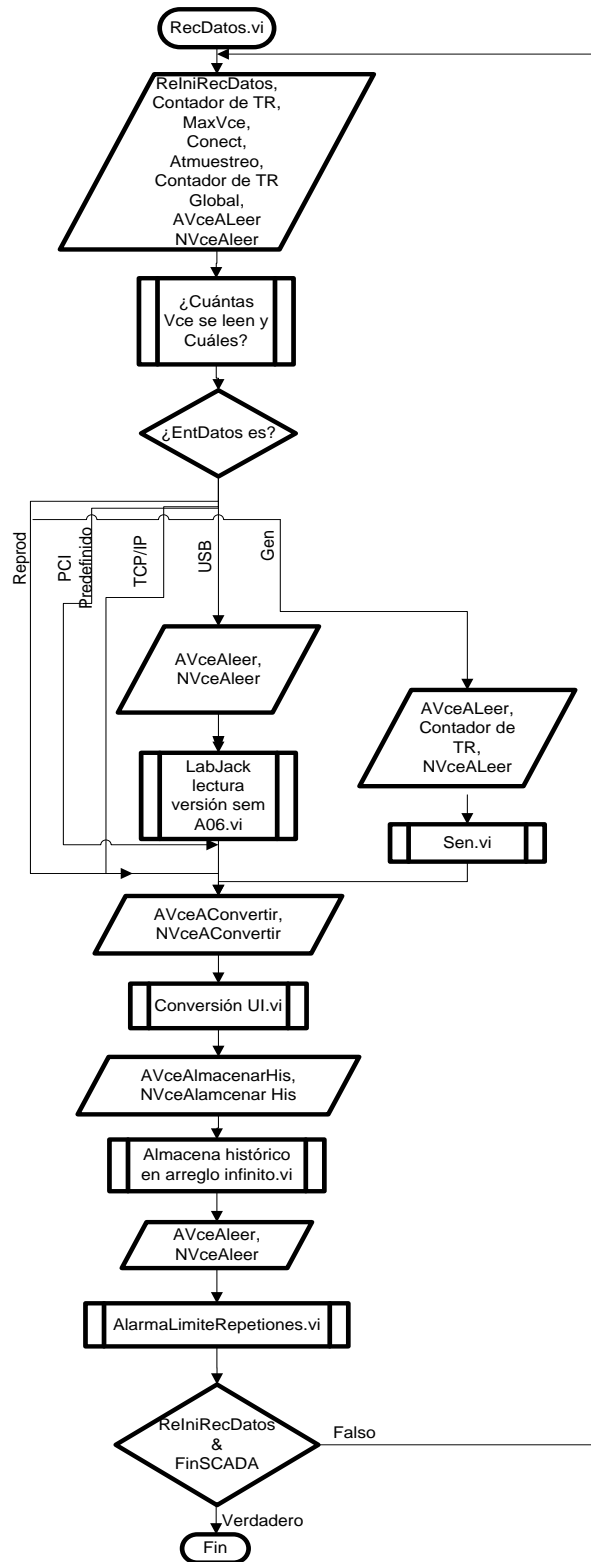 RecDatos.vi
ReIniRecDatos,
Contador de TR,
MaxVce,
Conect,
Atmuestreo,
Contador de TR
Global,
AVceALeer
NVceAleer
¿Cuántas
Vce se leen y
Cuáles?
¿EntDatos es?
Reprod
PCI
Predefinido
TCP/IP
USB
Gen
AVceAleer,
NVceAleer
AVceALeer,
Contador de
TR,
NVceALeer
LabJack
lectura
versión sem
A06.vi
Sen.vi
AVceAConvertir,
NVceAConvertir
Conversión UI.vi
AVceAlmacenarHis,
NVceAlamcenar His
Almacena histórico
en arreglo infinito.vi
AVceAleer,
NVceAleer
AlarmaLimiteRepetiones.vi
ReIniRecDatos
&
FinSCADA
Falso
Verdadero
Fin